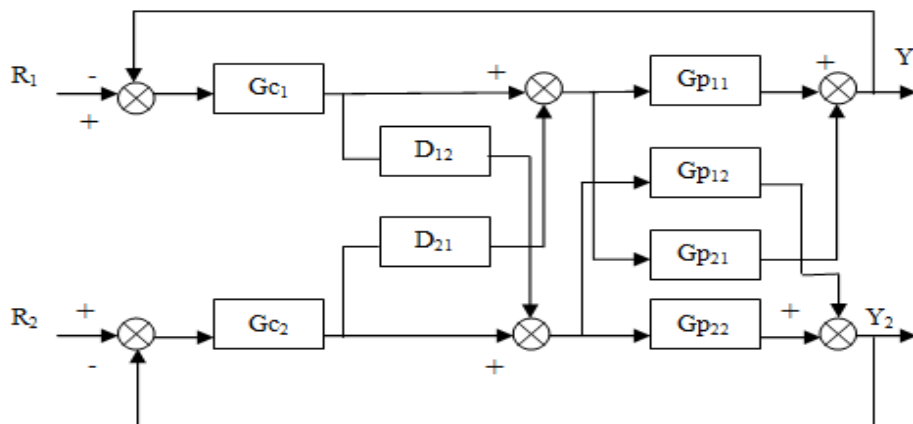 R₁ - + Gc₁ + Gp₁₁ + Y
D₁₂ Gp₁₂
D₂₁ Gp₂₁
R₂ + - Gc₂ + Gp₂₂ + Y₂